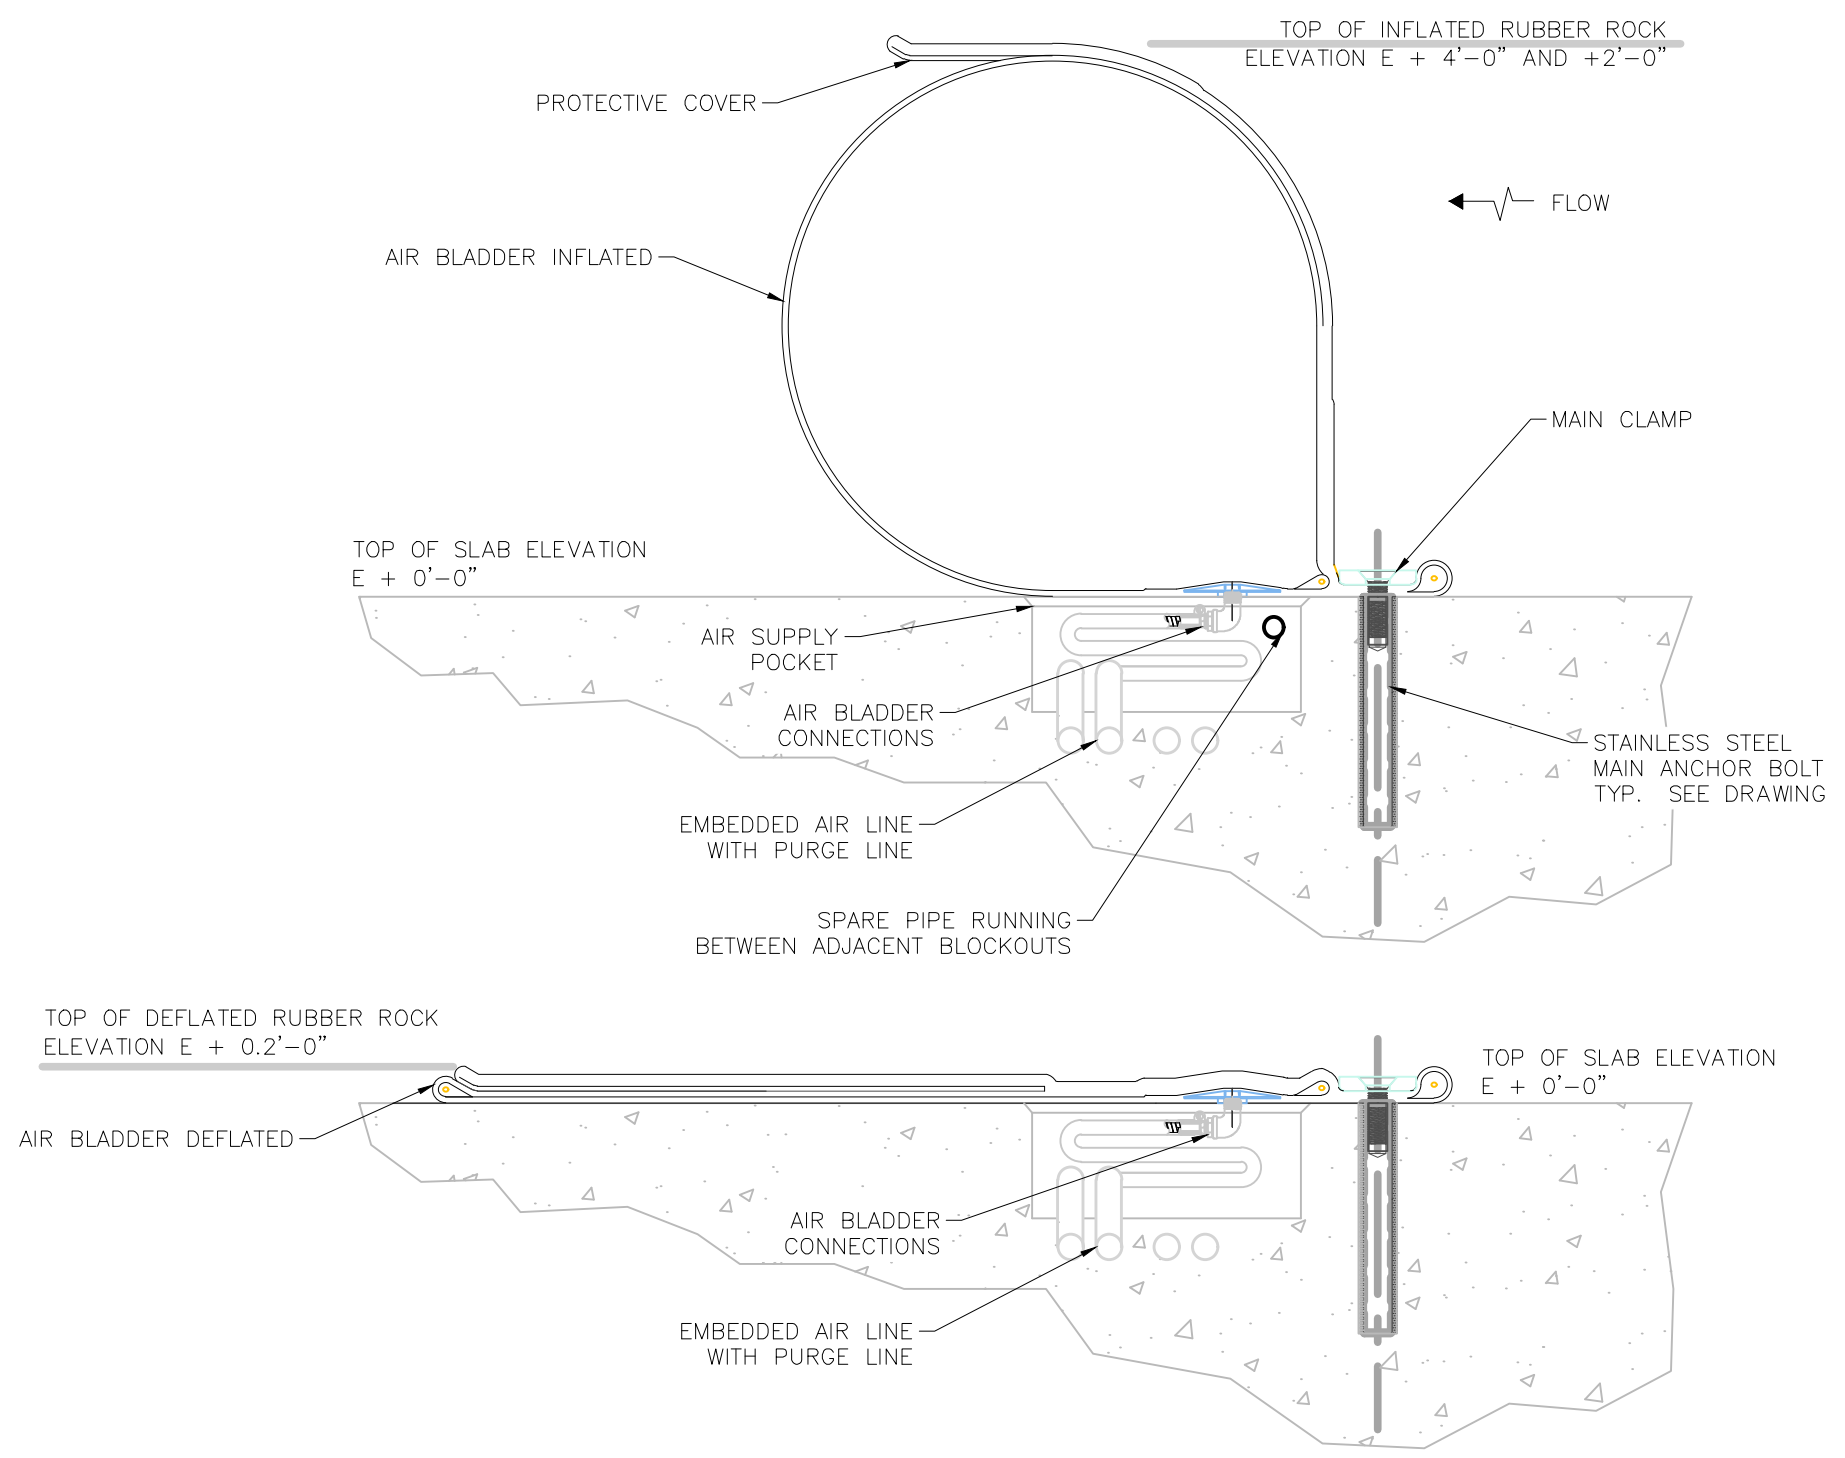 TOP OF INFLATED RUBBER ROCK
ELEVATION E + 4'-0" AND +2'-0"
PROTECTIVE COVER
FLOW
AIR BLADDER INFLATED
MAIN CLAMP
TOP OF SLAB ELEVATION
E + 0'-0"
AIR SUPPLY
POCKET
AIR BLADDER
CONNECTIONS
STAINLESS STEEL
MAIN ANCHOR BOLT
TYP. SEE DRAWING
EMBEDDED AIR LINE
WITH PURGE LINE
SPARE PIPE RUNNING
BETWEEN ADJACENT BLOCKOUTS
TOP OF DEFLATED RUBBER ROCK
ELEVATION E + 0.2'-0"
TOP OF SLAB ELEVATION
E + 0'-0"
AIR BLADDER DEFLATED
AIR BLADDER
CONNECTIONS
EMBEDDED AIR LINE
WITH PURGE LINE